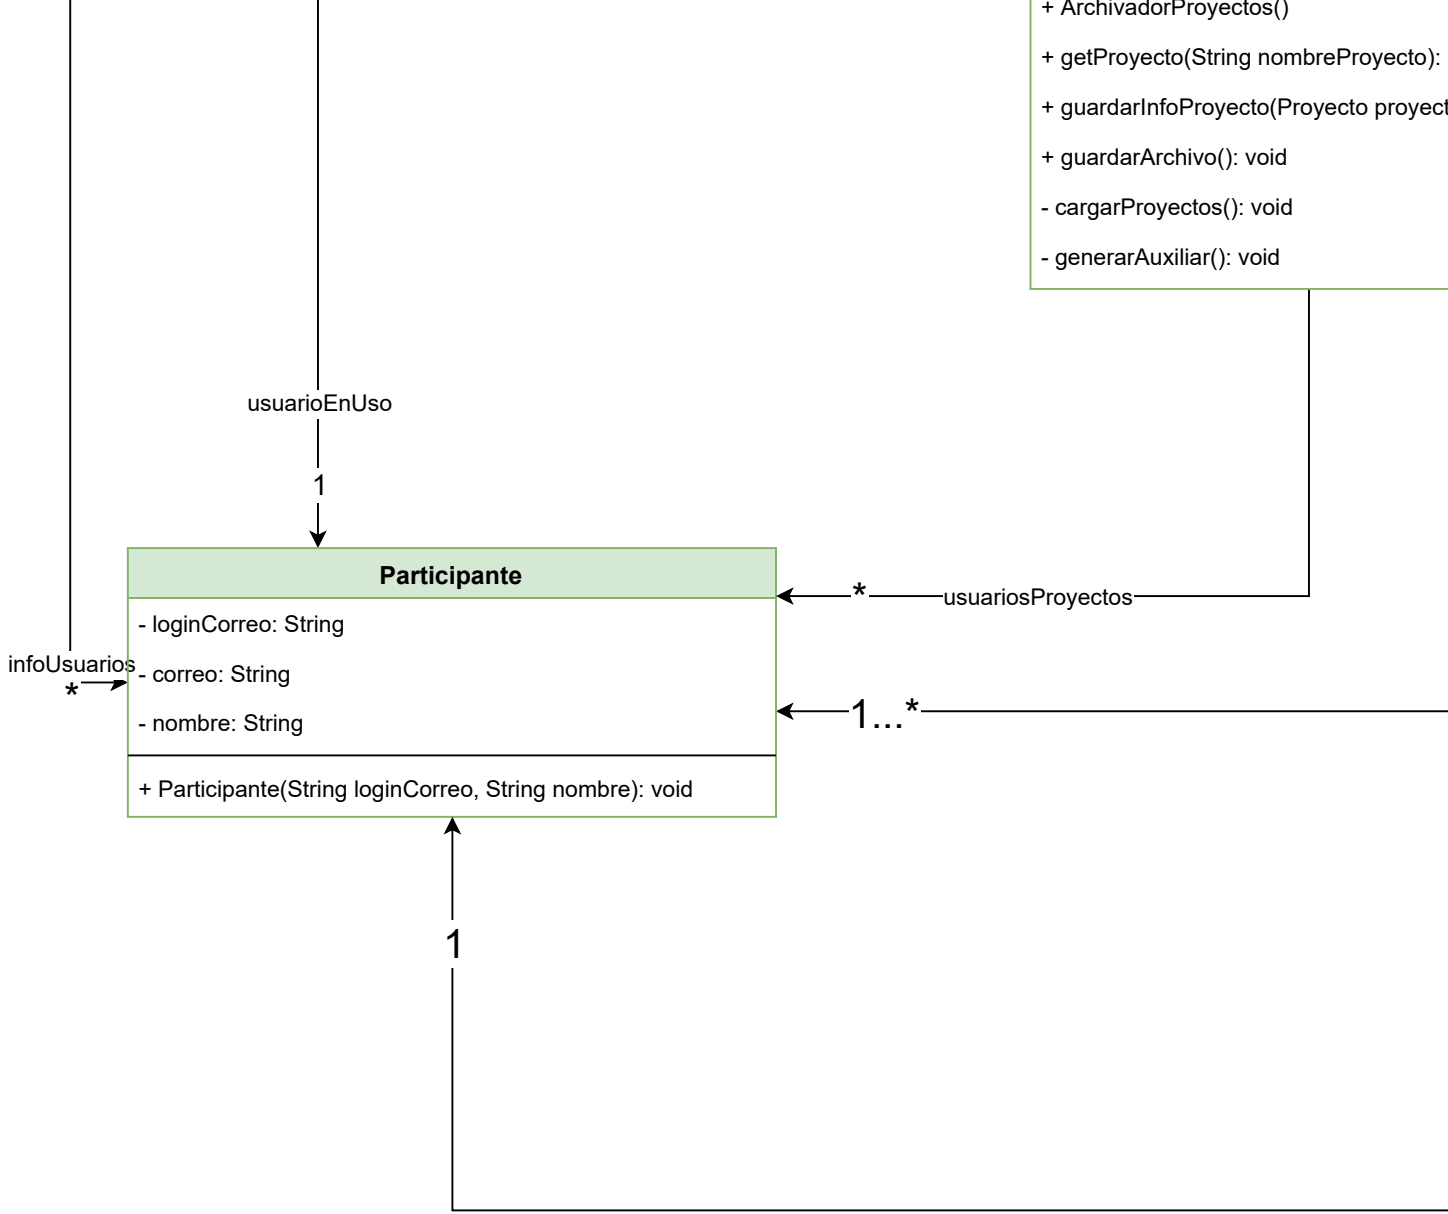 + ArchivadorProyectos()
+ getProyecto(String nombreProyecto):
+ guardarInfoProyecto(Proyecto proyect
+ guardarArchivo(): void
- cargarProyectos(): void
- generarAuxiliar(): void
usuarioEnUso
1
Participante
- loginCorreo: String
- correo: String
- nombre: String
+ Participante(String loginCorreo, String nombre): void
infoUsuarios
*
* usuariosProyectos
1...*
1